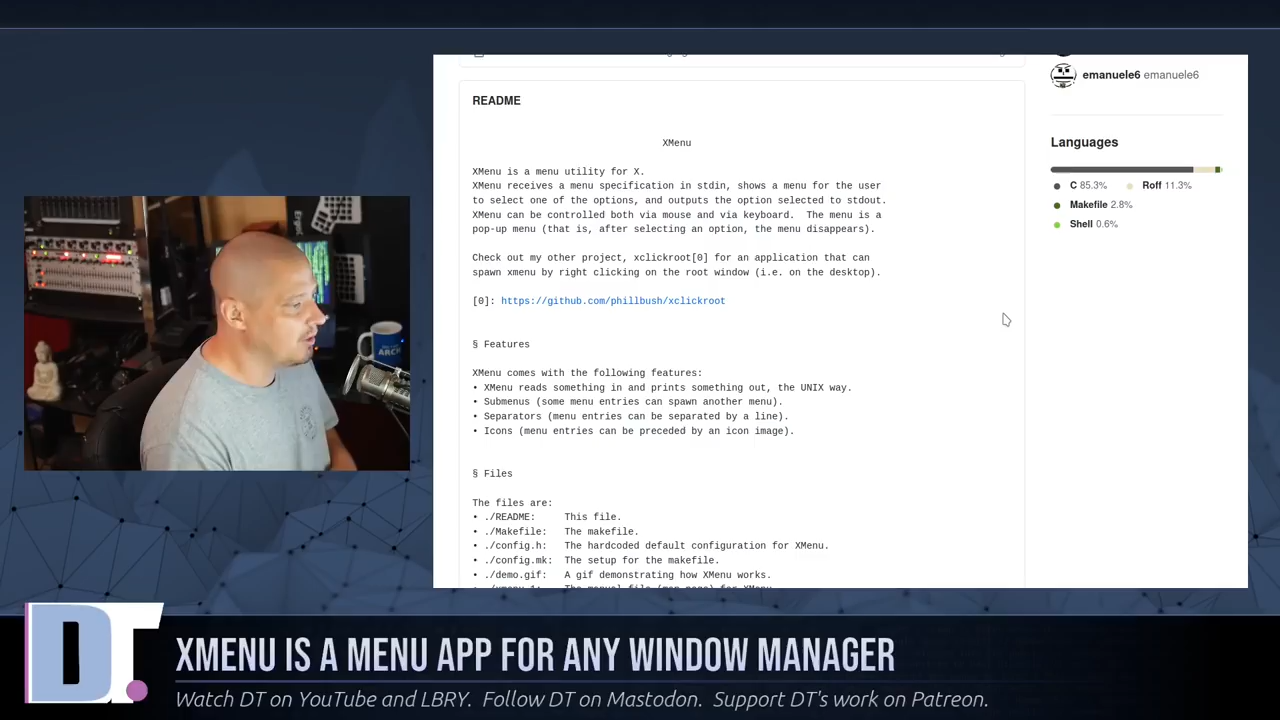 emanuele6 emanuele6
README
XMenu
XMenu is a menu utility for X.
XMenu receives a menu specification in stdin, shows a menu for the user
to select one of the options, and outputs the option selected to stdout.
XMenu can be controlled both via mouse and via keyboard.  The menu is a
pop-up menu (that is, after selecting an option, the menu disappears).
Check out my other project, xclickroot[0] for an application that can
spawn xmenu by right clicking on the root window (i.e. on the desktop).
[0]: https://github.com/phillbush/xclickroot
§ Features
XMenu comes with the following features:
• XMenu reads something in and prints something out, the UNIX way.
• Submenus (some menu entries can spawn another menu).
• Separators (menu entries can be separated by a line).
• Icons (menu entries can be preceded by an icon image).
§ Files
The files are:
• ./README:     This file.
• ./Makefile:   The makefile.
• ./config.h:   The hardcoded default configuration for XMenu.
• ./config.mk:  The setup for the makefile.
• ./demo.gif:   A gif demonstrating how XMenu works.
Languages
C 85.3%
Roff 11.3%
Makefile 2.8%
Shell 0.6%
ARCH
DT.
XMENU IS A MENU APP FOR ANY WINDOW MANAGER
Watch DT on YouTube and LBRY.  Follow DT on Mastodon.  Support DT's work on Patreon.